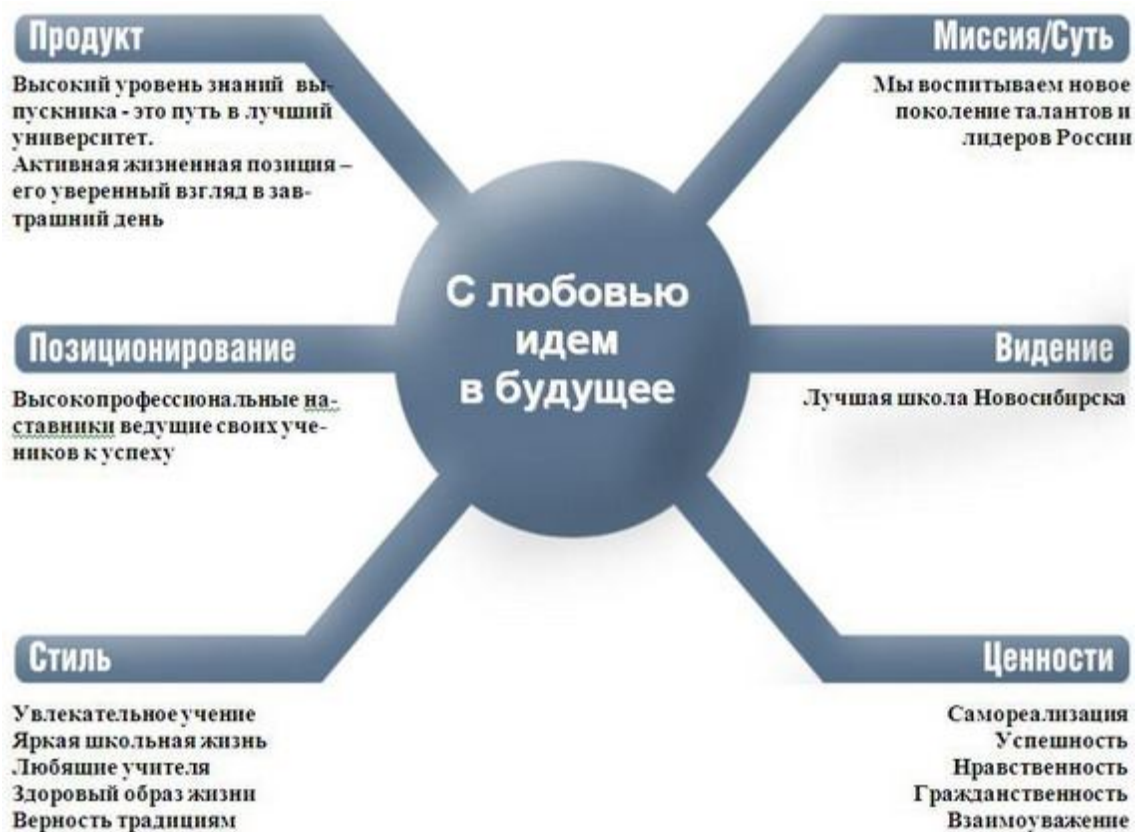 Продукт
Высокий уровень знаний вы-
пускника - это путь в лучший
университет.
Активная жизненная позиция –
его уверенный взгляд в зав-
трашний день
Миссия/Суть
Мы воспитываем новое
поколение талантов и
лидеров России
С любовью
идем
в будущее
Позиционирование
Высокопрофессиональные на-
ставники ведущие своих уче-
ников к успеху
Видение
Лучшая школа Новосибирска
Стиль
Увлекательное учение
Яркая школьная жизнь
Любяшие учителя
Здоровый образ жизни
Верность традициям
Ценности
Самореализация
Успешность
Нравственность
Гражданственность
Взаимоуважение